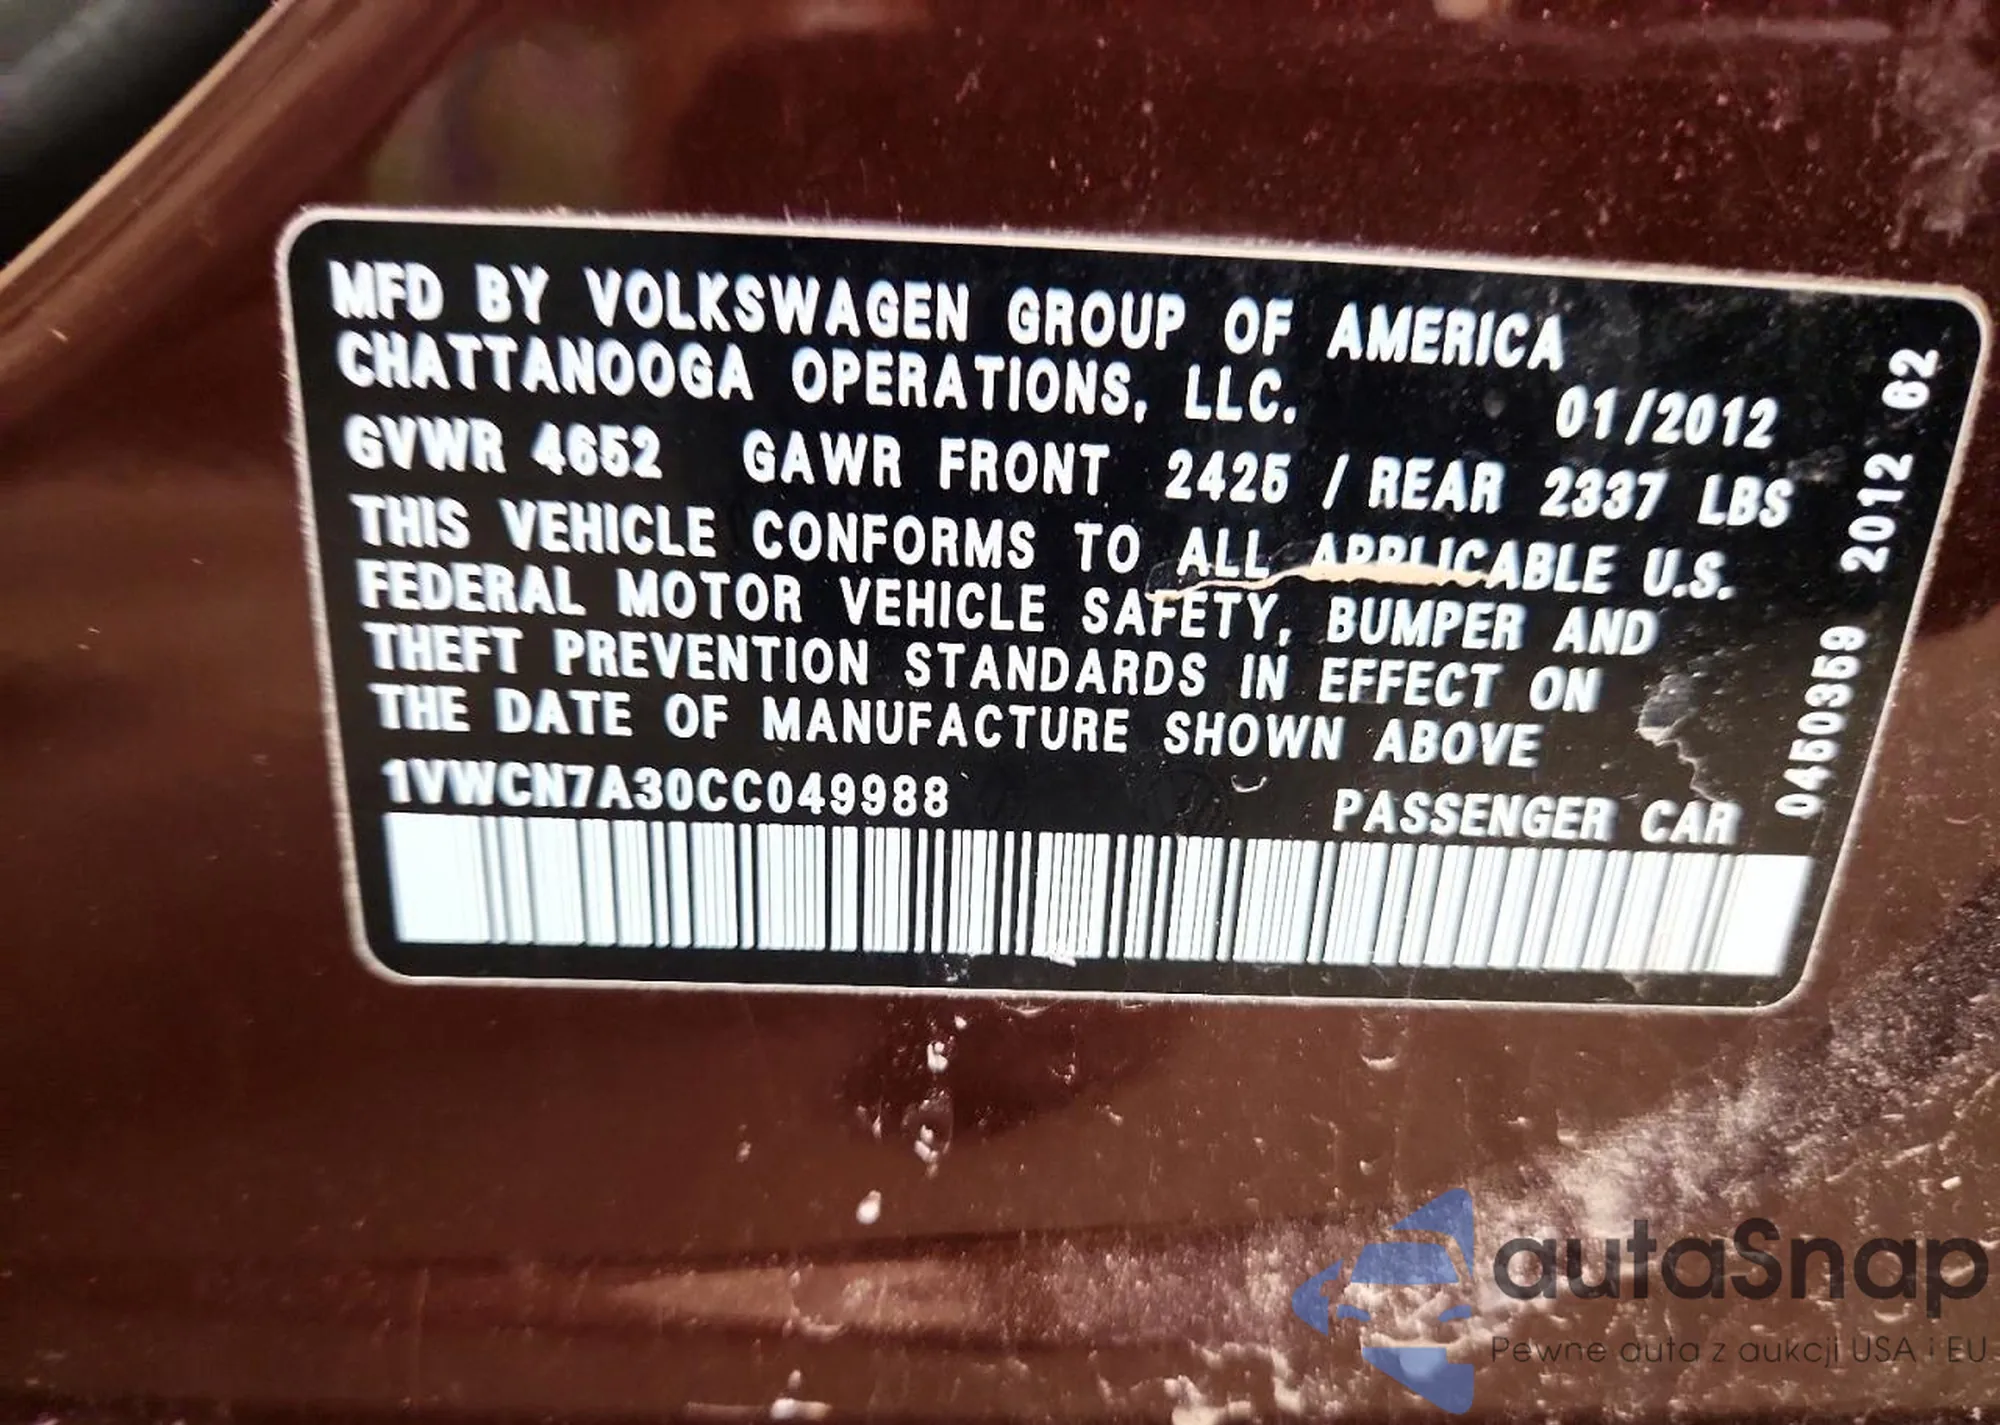 MFD BY VOLKSWAGEN GROUP OF AMERICA
CHATTANOOGA OPERATIONS, LLC.
01/2012
GVWR 4652 GAWR FRONT 2425 / REAR 2337 LBS
THIS VEHICLE CONFORMS TO ALL APPLICABLE U.S.
FEDERAL MOTOR VEHICLE SAFETY, BUMPER AND
THEFT PREVENTION STANDARDS IN EFFECT ON
THE DATE OF MANUFACTURE SHOWN ABOVE
1VWCN7A30CC049988
PASSENGER CAR
0450359 2012 62
autaSnap
Pewne auta z aukcji USA i EU